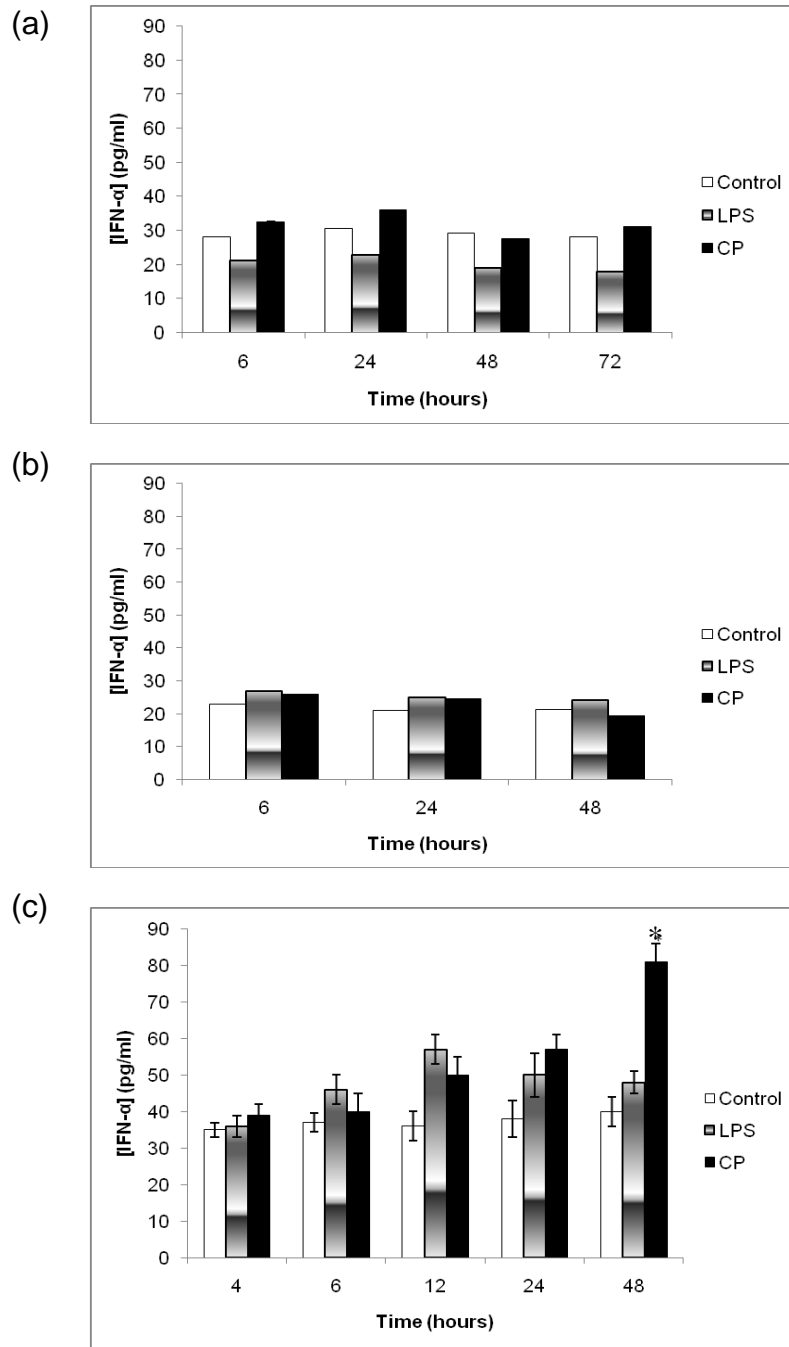 (a)
90
80
70
60
50
40
30
20
10
0
[IFN-α] (pg/ml)
6 24 48 72
Time (hours)
Control
LPS
CP
(b)
90
80
70
60
50
40
30
20
10
0
[IFN-α] (pg/ml)
6 24 48
Time (hours)
Control
LPS
CP
(c)
90
80
70
60
50
40
30
20
10
0
[IFN-α] (pg/ml)
*
4 6 12 24 48
Time (hours)
Control
LPS
CP